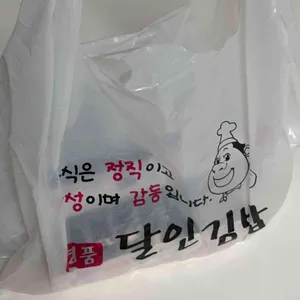 식은 정직이고
성이며 감동입니다.
명품 달인김밥